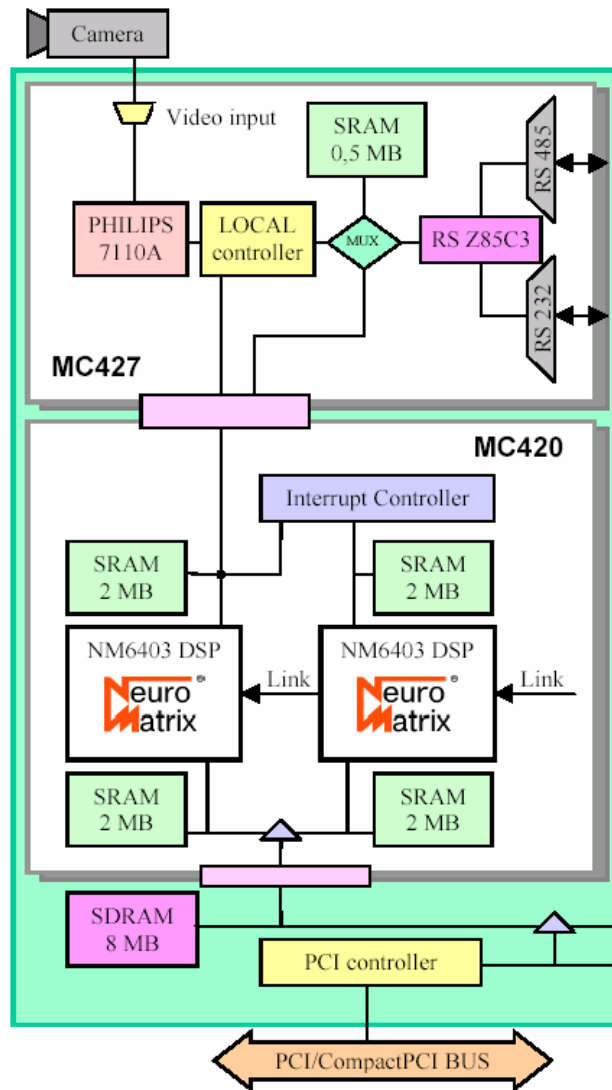 Camera
Video input
SRAM
0,5 MB
RS 485
PHILIPS
7110A
LOCAL
controller
MUX
RS Z85C3
RS 232
MC427
MC420
Interrupt Controller
SRAM
2 MB
SRAM
2 MB
NM6403 DSP
Neuro ®
Matrix
Link
NM6403 DSP
Neuro ®
Matrix
Link
SRAM
2 MB
SRAM
2 MB
SDRAM
8 MB
PCI controller
PCI/CompactPCI BUS